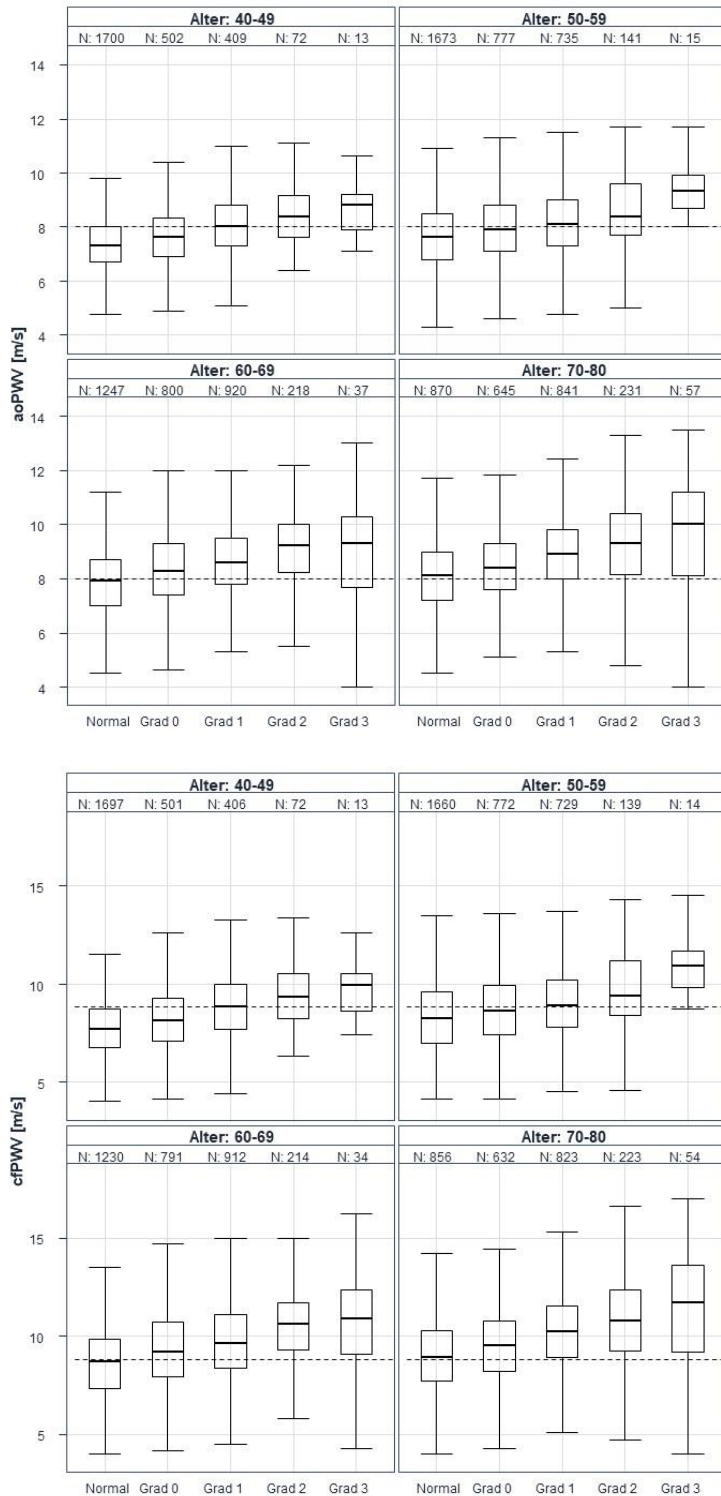 Alter: 40-49 Alter: 50-59
N: 1700 N: 502 N: 409 N: 72 N: 13 N: 1673 N: 777 N: 735 N: 141 N: 15
14
12
10
8
6
4
aoPWV [m/s]
Alter: 60-69 Alter: 70-80
N: 1247 N: 800 N: 920 N: 218 N: 37 N: 870 N: 645 N: 841 N: 231 N: 57
14
12
10
8
6
4
Normal Grad 0 Grad 1 Grad 2 Grad 3 Normal Grad 0 Grad 1 Grad 2 Grad 3
Alter: 40-49 Alter: 50-59
N: 1697 N: 501 N: 406 N: 72 N: 13 N: 1660 N: 772 N: 729 N: 139 N: 14
15
10
5
cfPWV [m/s]
Alter: 60-69 Alter: 70-80
N: 1230 N: 791 N: 912 N: 214 N: 34 N: 856 N: 632 N: 823 N: 223 N: 54
15
10
5
Normal Grad 0 Grad 1 Grad 2 Grad 3 Normal Grad 0 Grad 1 Grad 2 Grad 3